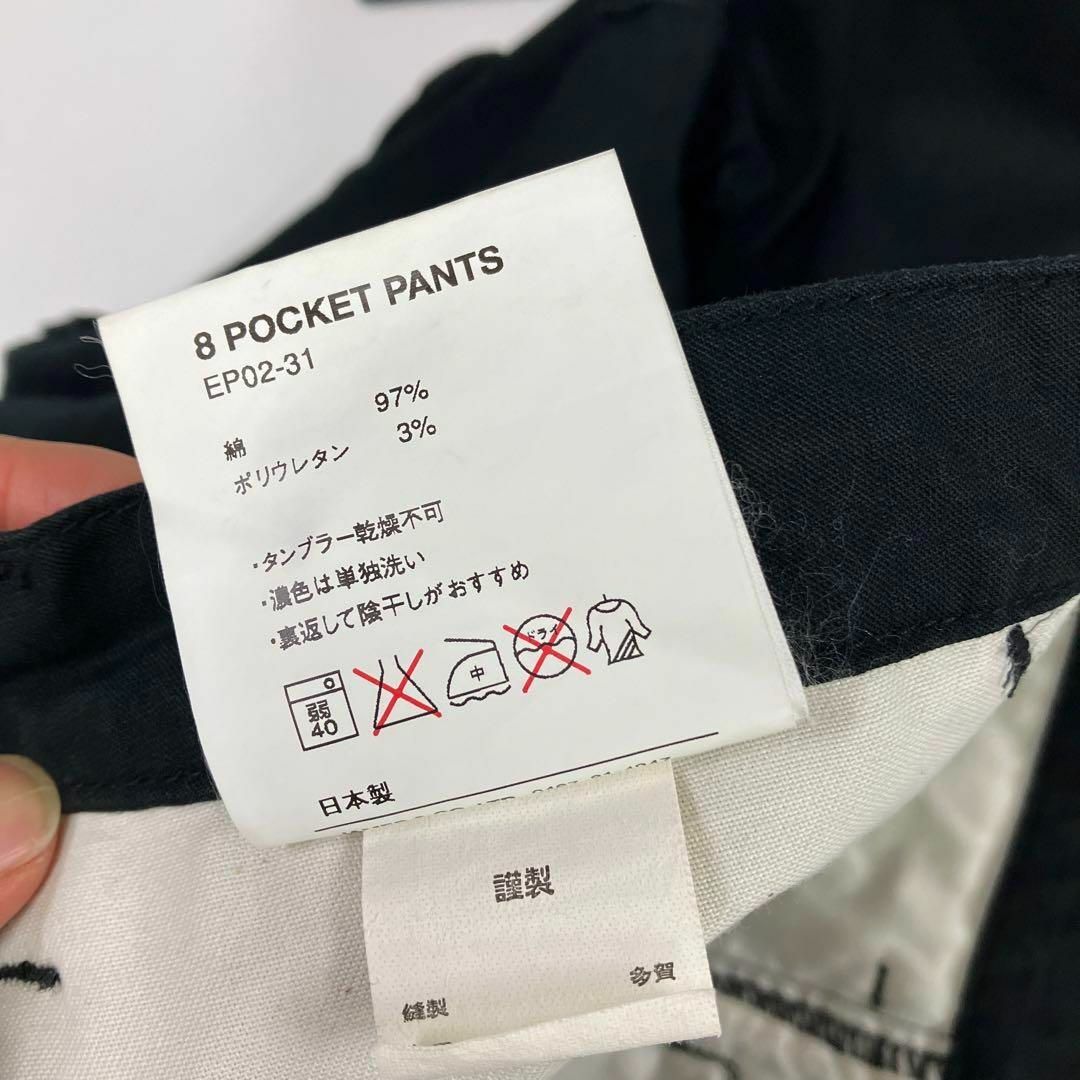 8 POCKET PANTS
EP02-31
綿 97%
ポリウレタン 3%
・タンブラー乾燥不可
・濃色は単独洗い
・裏返して陰干しがおすすめ
弱
40
中
ドライ
日本製
謹製
縫製 多賀